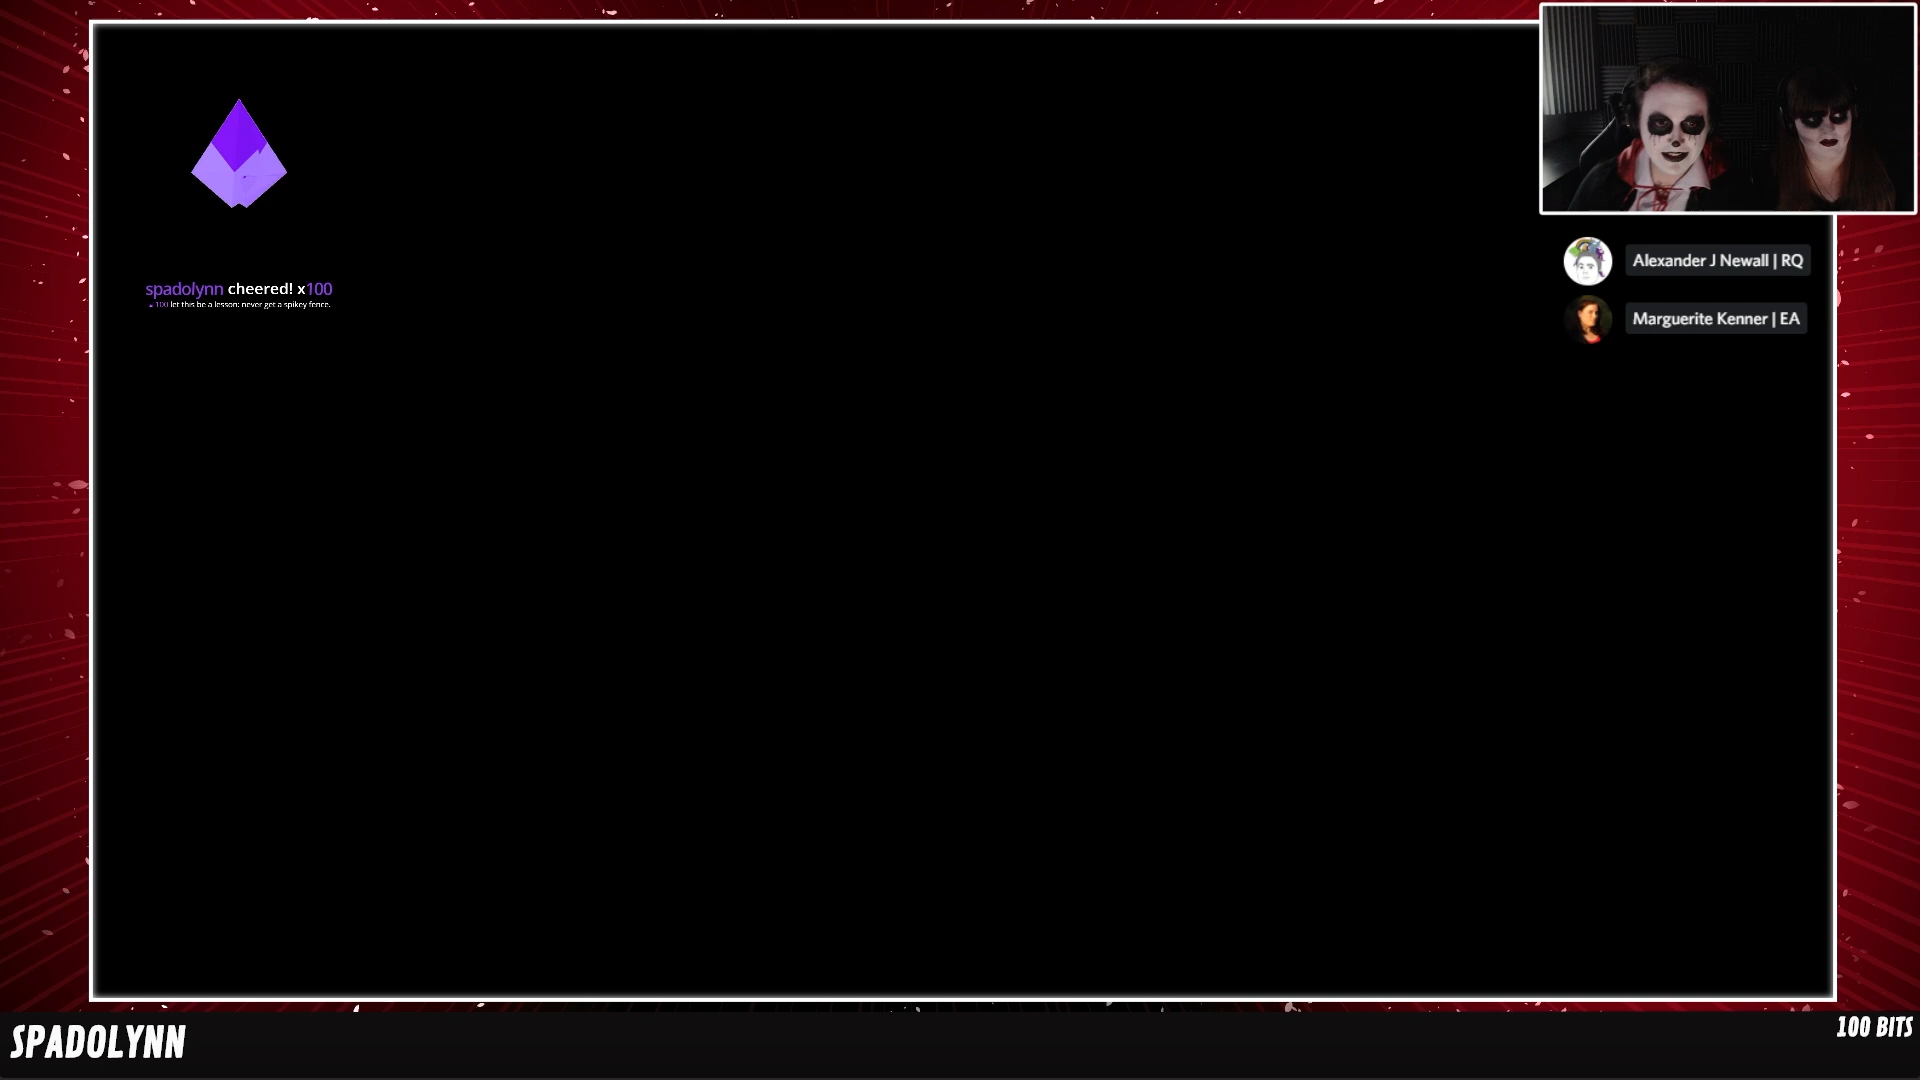 spadolynn cheered! x100
100 let this be a lesson: never get a spikey fence.
Alexander J Newall | RQ
Marguerite Kenner | EA
SPADOLYNN
100 BITS